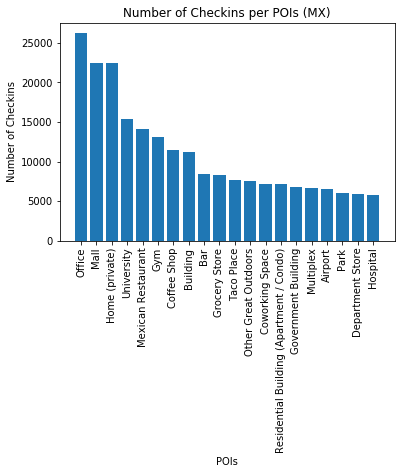 Number of Checkins per POIs (MX)
Number of Checkins
25000
20000
15000
10000
5000
0
Office
Mall
Home (private)
University
Mexican Restaurant
Gym
Coffee Shop
Building
Bar
Grocery Store
Taco Place
Other Great Outdoors
Coworking Space
Residential Building (Apartment / Condo)
Government Building
Multiplex
Airport
Park
Department Store
Hospital
POIs